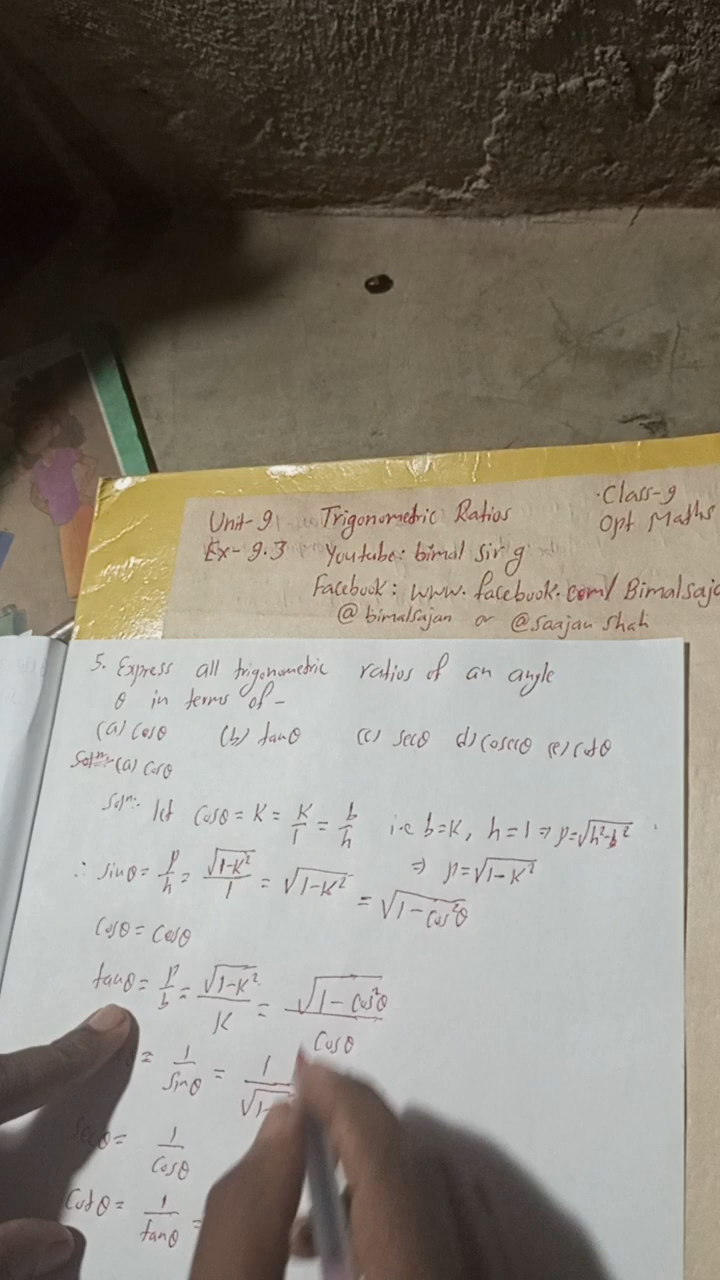 Unit-9 Trigonometric Ratios
Class-9
Opt Maths
Ex-9.3 Youtube: bimal sir g
Facebook: www.facebook.com/Bimalsaja
@bimalsajan or @saajan shah
5. Express all trigonometric ratios of an angle
θ in terms of-
(a) cosθ (b) tanθ (c) secθ d) cosecθ (e) cotθ
Solⁿ:- (a) cosθ
Solⁿ:- let cosθ = K = K/1 = b/h i.e b=K, h=1 ⇒ p=√(h²-b²)
⇒ p=√(1-K²)
∴ sinθ = p/h = √(1-K²)/1 = √(1-K²) = √(1-cos²θ)
cosθ = cosθ
tanθ = p/b = √(1-K²)/K = √(1-cos²θ)/cosθ
= 1/sinθ = 1/√1-
secθ = 1/cosθ
Cotθ = 1/tanθ =